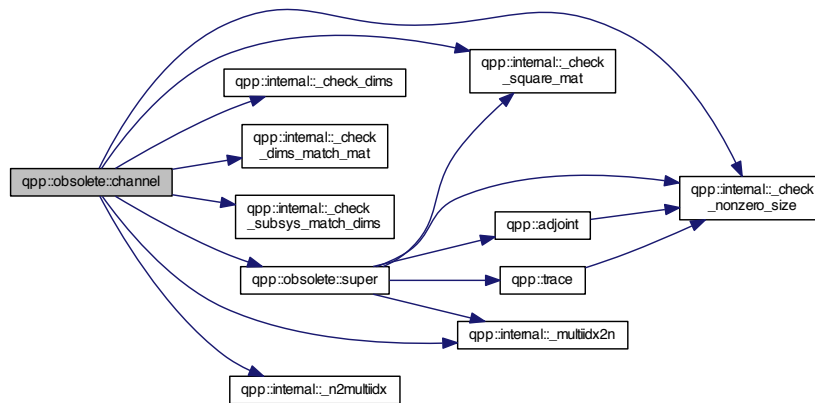 qpp::internal::_check
_square_mat
qpp::internal::_check_dims
qpp::internal::_check
_dims_match_mat
qpp::obsolete::channel
qpp::internal::_check
_nonzero_size
qpp::internal::_check
_subsys_match_dims
qpp::adjoint
qpp::obsolete::super
qpp::trace
qpp::internal::_multiidx2n
qpp::internal::_n2multiidx